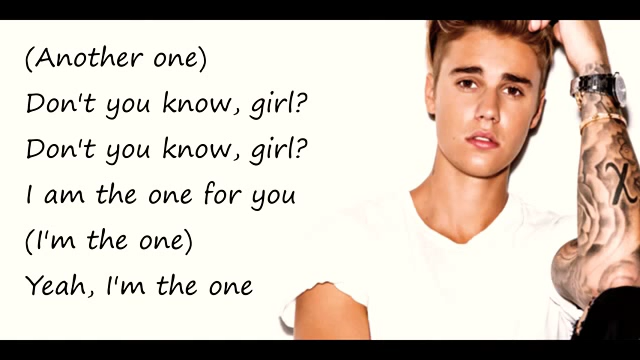 (Another one)
Don't you know, girl?
Don't you know, girl?
I am the one for you
(I'm the one)
Yeah, I'm the one